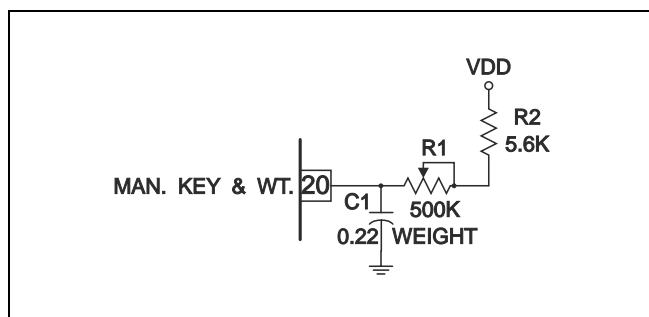 VDD
R2
5.6K
R1
MAN. KEY & WT. 20
C1
500K
0.22 WEIGHT